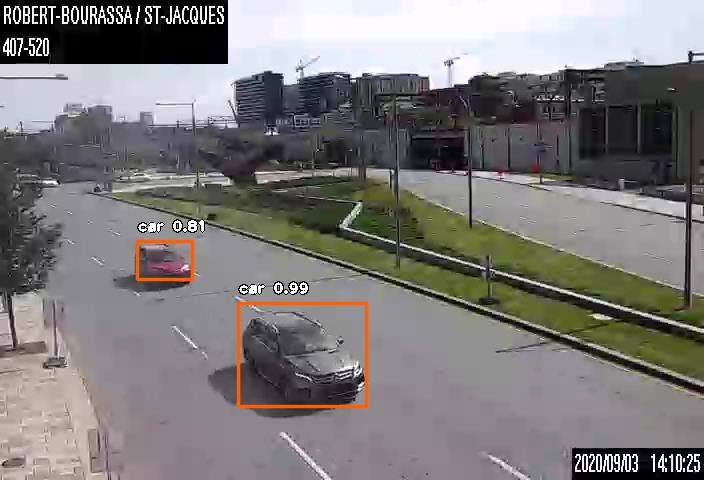 ROBERT-BOURASSA / ST-JACQUES
407-520
car 0.81
car 0.99
2020/09/03 14:10:25